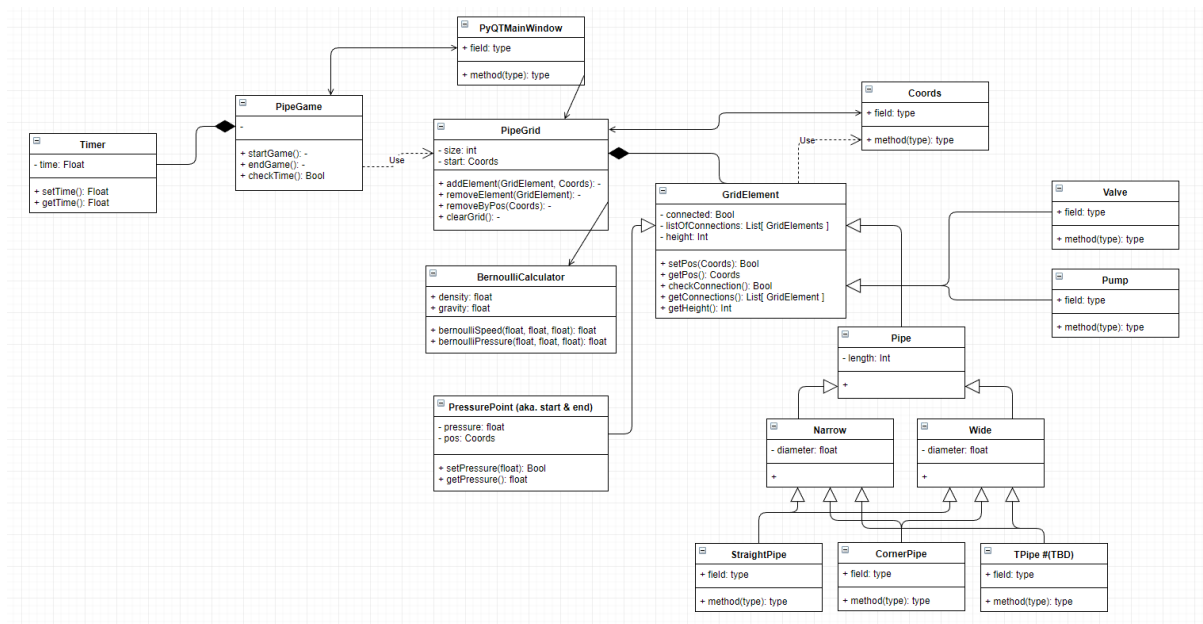 PyQTMainWindow
+ field: type
+ method(type): type
PipeGame
-
+ startGame(): -
+ endGame(): -
+ checkTime(): Bool
Timer
- time: Float
+ setTime(): Float
+ getTime(): Float
Use
PipeGrid
- size: int
- start: Coords
+ addElement(GridElement, Coords): -
+ removeElement(GridElement): -
+ removeByPos(Coords): -
+ clearGrid(): -
Coords
+ field: type
+ method(type): type
Use
GridElement
- connected: Bool
- listOfConnections: List[ GridElements ]
- height: Int
+ setPos(Coords): Bool
+ getPos(): Coords
+ checkConnection(): Bool
+ getConnections(): List[ GridElement ]
+ getHeight(): Int
Valve
+ field: type
+ method(type): type
Pump
+ field: type
+ method(type): type
BernoulliCalculator
+ density: float
+ gravity: float
+ bernoulliSpeed(float, float, float): float
+ bernoulliPressure(float, float, float): float
Pipe
- length: Int
+
PressurePoint (aka. start & end)
- pressure: float
- pos: Coords
+ setPressure(float): Bool
+ getPressure(): float
Narrow
- diameter: float
+
Wide
- diameter: float
+
StraightPipe
+ field: type
+ method(type): type
CornerPipe
+ field: type
+ method(type): type
TPipe #(TBD)
+ field: type
+ method(type): type